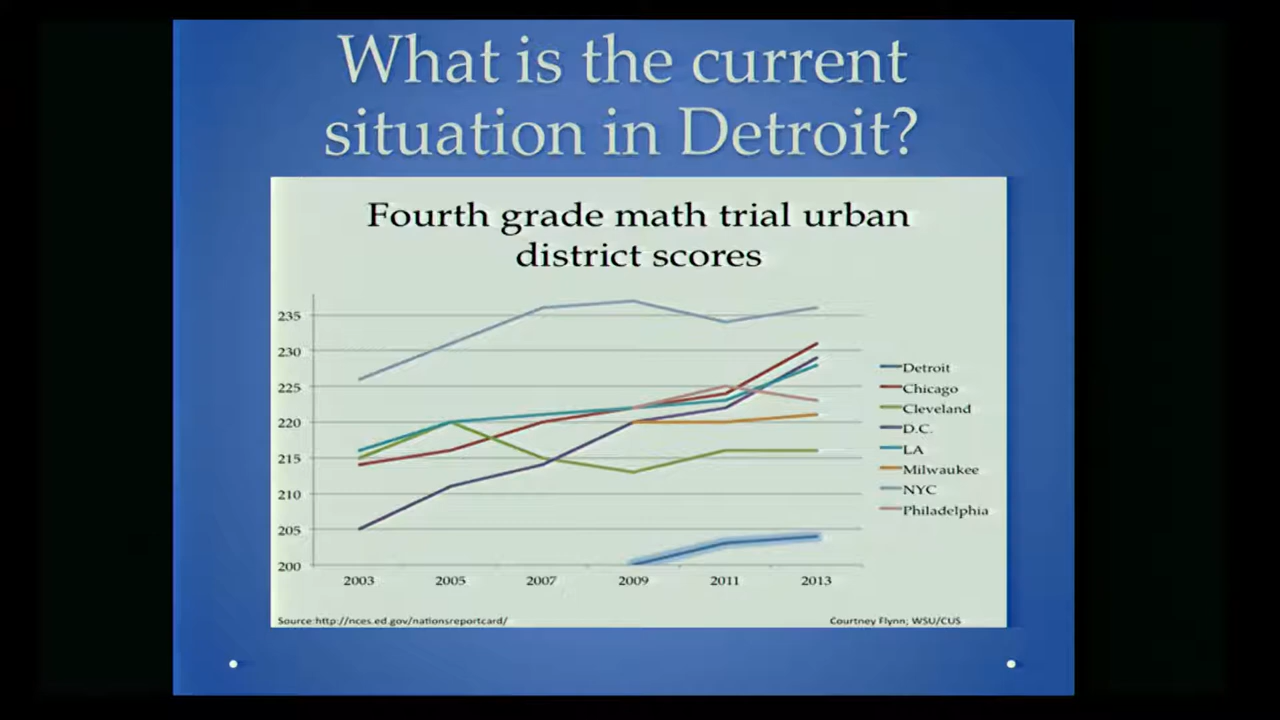 What is the current
situation in Detroit?
Fourth grade math trial urban
district scores
235
230
225
220
215
210
205
200
2003 2005 2007 2009 2011 2013
Detroit
Chicago
Cleveland
D.C.
LA
Milwaukee
NYC
Philadelphia
Source:http://nces.ed.gov/nationsreportcard/
Courtney Flynn; WSU/CUS